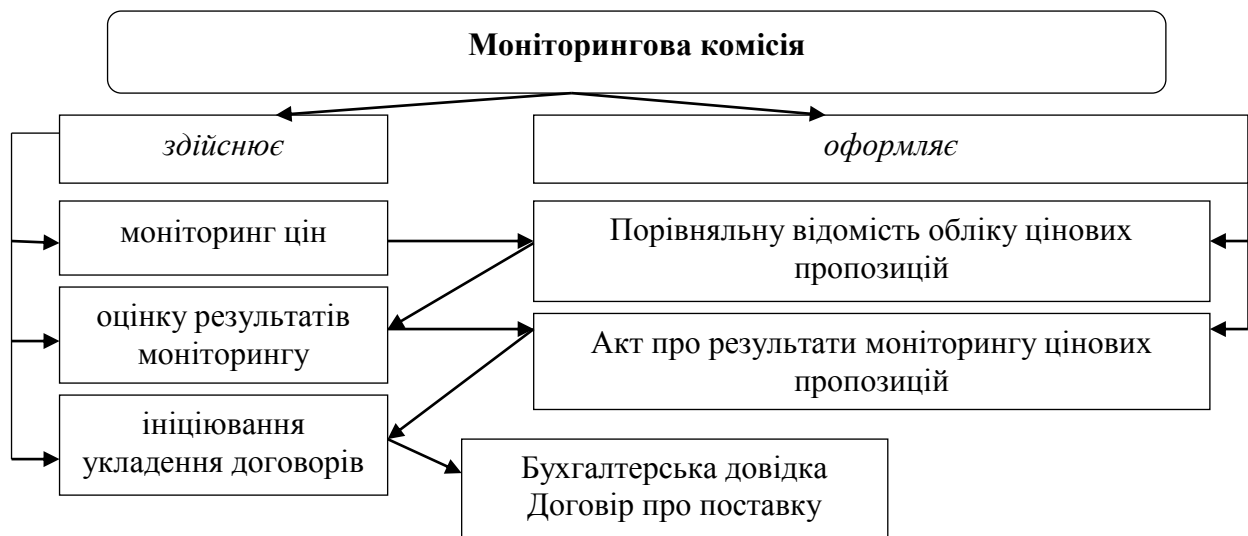 Моніторингова комісія
здійснює
оформляє
моніторинг цін
Порівняльну відомість обліку цінових
пропозицій
оцінку результатів
моніторингу
Акт про результати моніторингу цінових
пропозицій
ініціювання
укладення договорів
Бухгалтерська довідка
Договір про поставку